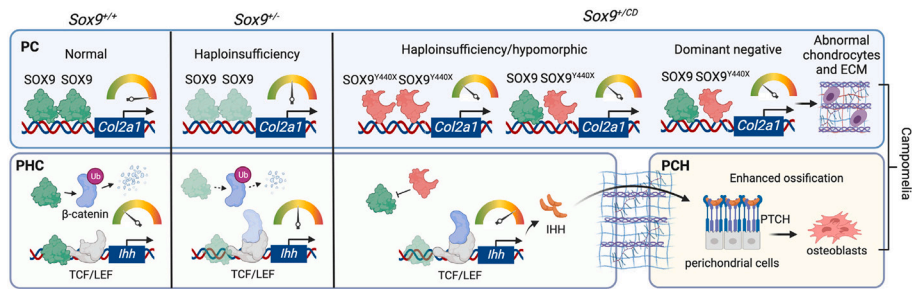 Sox9+/+ Sox9+/- Sox9+/CD
PC
Normal
Haploinsufficiency
Haploinsufficiency/hypomorphic
Dominant negative
Abnormal
chondrocytes
and ECM
SOX9 SOX9
SOX9 SOX9
SOX9Y440X SOX9Y440X
SOX9 SOX9Y440X
SOX9 SOX9Y440X
Col2a1
Col2a1
Col2a1
Col2a1
Col2a1
Campomelia
PHC
Ub
β-catenin
Ihh
TCF/LEF
Ub
Ihh
TCF/LEF
Ihh
TCF/LEF
IHH
PCH
Enhanced ossification
PTCH
perichondrial cells
osteoblasts